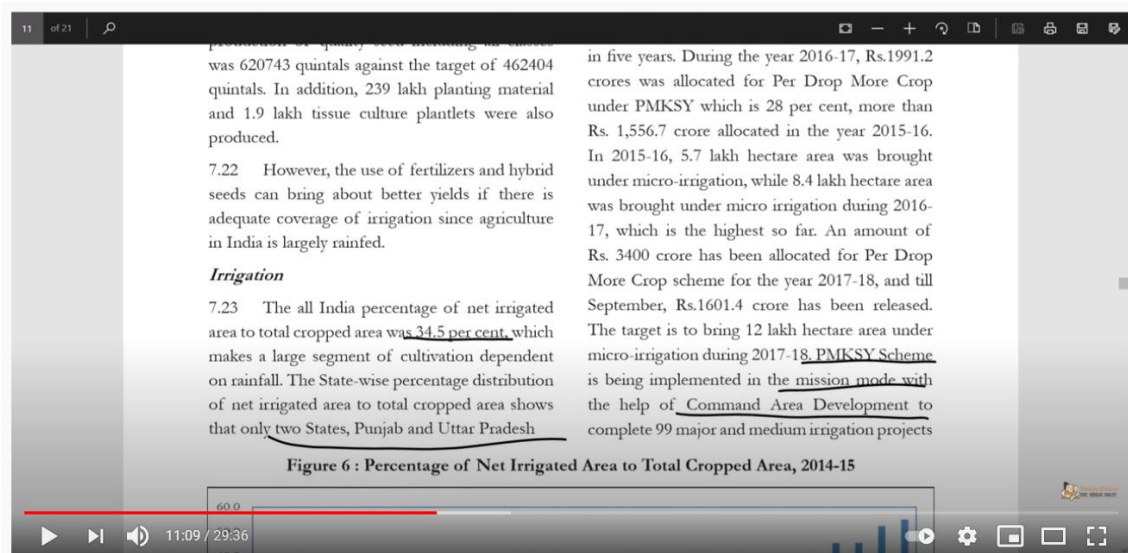 11 of 21
was 620743 quintals against the target of 462404
quintals. In addition, 239 lakh planting material
and 1.9 lakh tissue culture plantlets were also
produced.
7.22 However, the use of fertilizers and hybrid
seeds can bring about better yields if there is
adequate coverage of irrigation since agriculture
in India is largely rainfed.
Irrigation
7.23 The all India percentage of net irrigated
area to total cropped area was 34.5 per cent, which
makes a large segment of cultivation dependent
on rainfall. The State-wise percentage distribution
of net irrigated area to total cropped area shows
that only two States, Punjab and Uttar Pradesh
in five years. During the year 2016-17, Rs.1991.2
crores was allocated for Per Drop More Crop
under PMKSY which is 28 per cent, more than
Rs. 1,556.7 crore allocated in the year 2015-16.
In 2015-16, 5.7 lakh hectare area was brought
under micro-irrigation, while 8.4 lakh hectare area
was brought under micro irrigation during 2016-
17, which is the highest so far. An amount of
Rs. 3400 crore has been allocated for Per Drop
More Crop scheme for the year 2017-18, and till
September, Rs.1601.4 crore has been released.
The target is to bring 12 lakh hectare area under
micro-irrigation during 2017-18. PMKSY Scheme
is being implemented in the mission mode with
the help of Command Area Development to
complete 99 major and medium irrigation projects
Figure 6 : Percentage of Net Irrigated Area to Total Cropped Area, 2014-15
60.0
11:09 / 29:36